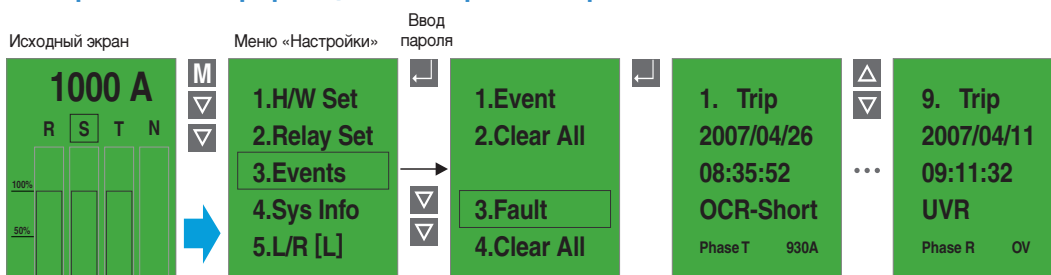 Исходный экран
1000 A
R S T N
100%
50%
M
Меню «Настройки»
1.H/W Set
2.Relay Set
3.Events
4.Sys Info
5.L/R [L]
Ввод
пароля
1.Event
2.Clear All
3.Fault
4.Clear All
1. Trip
2007/04/26
08:35:52
OCR-Short
Phase T 930A
...
9. Trip
2007/04/11
09:11:32
UVR
Phase R 0V